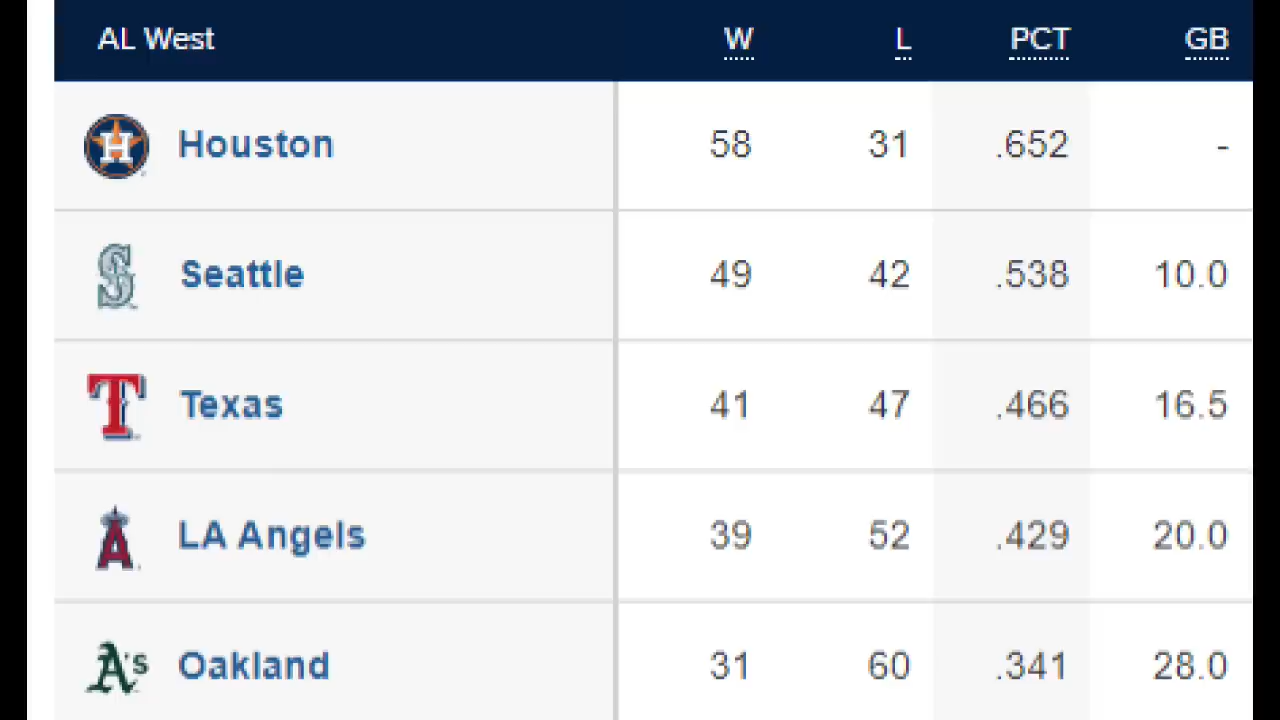 AL West W L PCT GB
H Houston 58 31 .652 -
S Seattle 49 42 .538 10.0
T Texas 41 47 .466 16.5
A LA Angels 39 52 .429 20.0
A's Oakland 31 60 .341 28.0